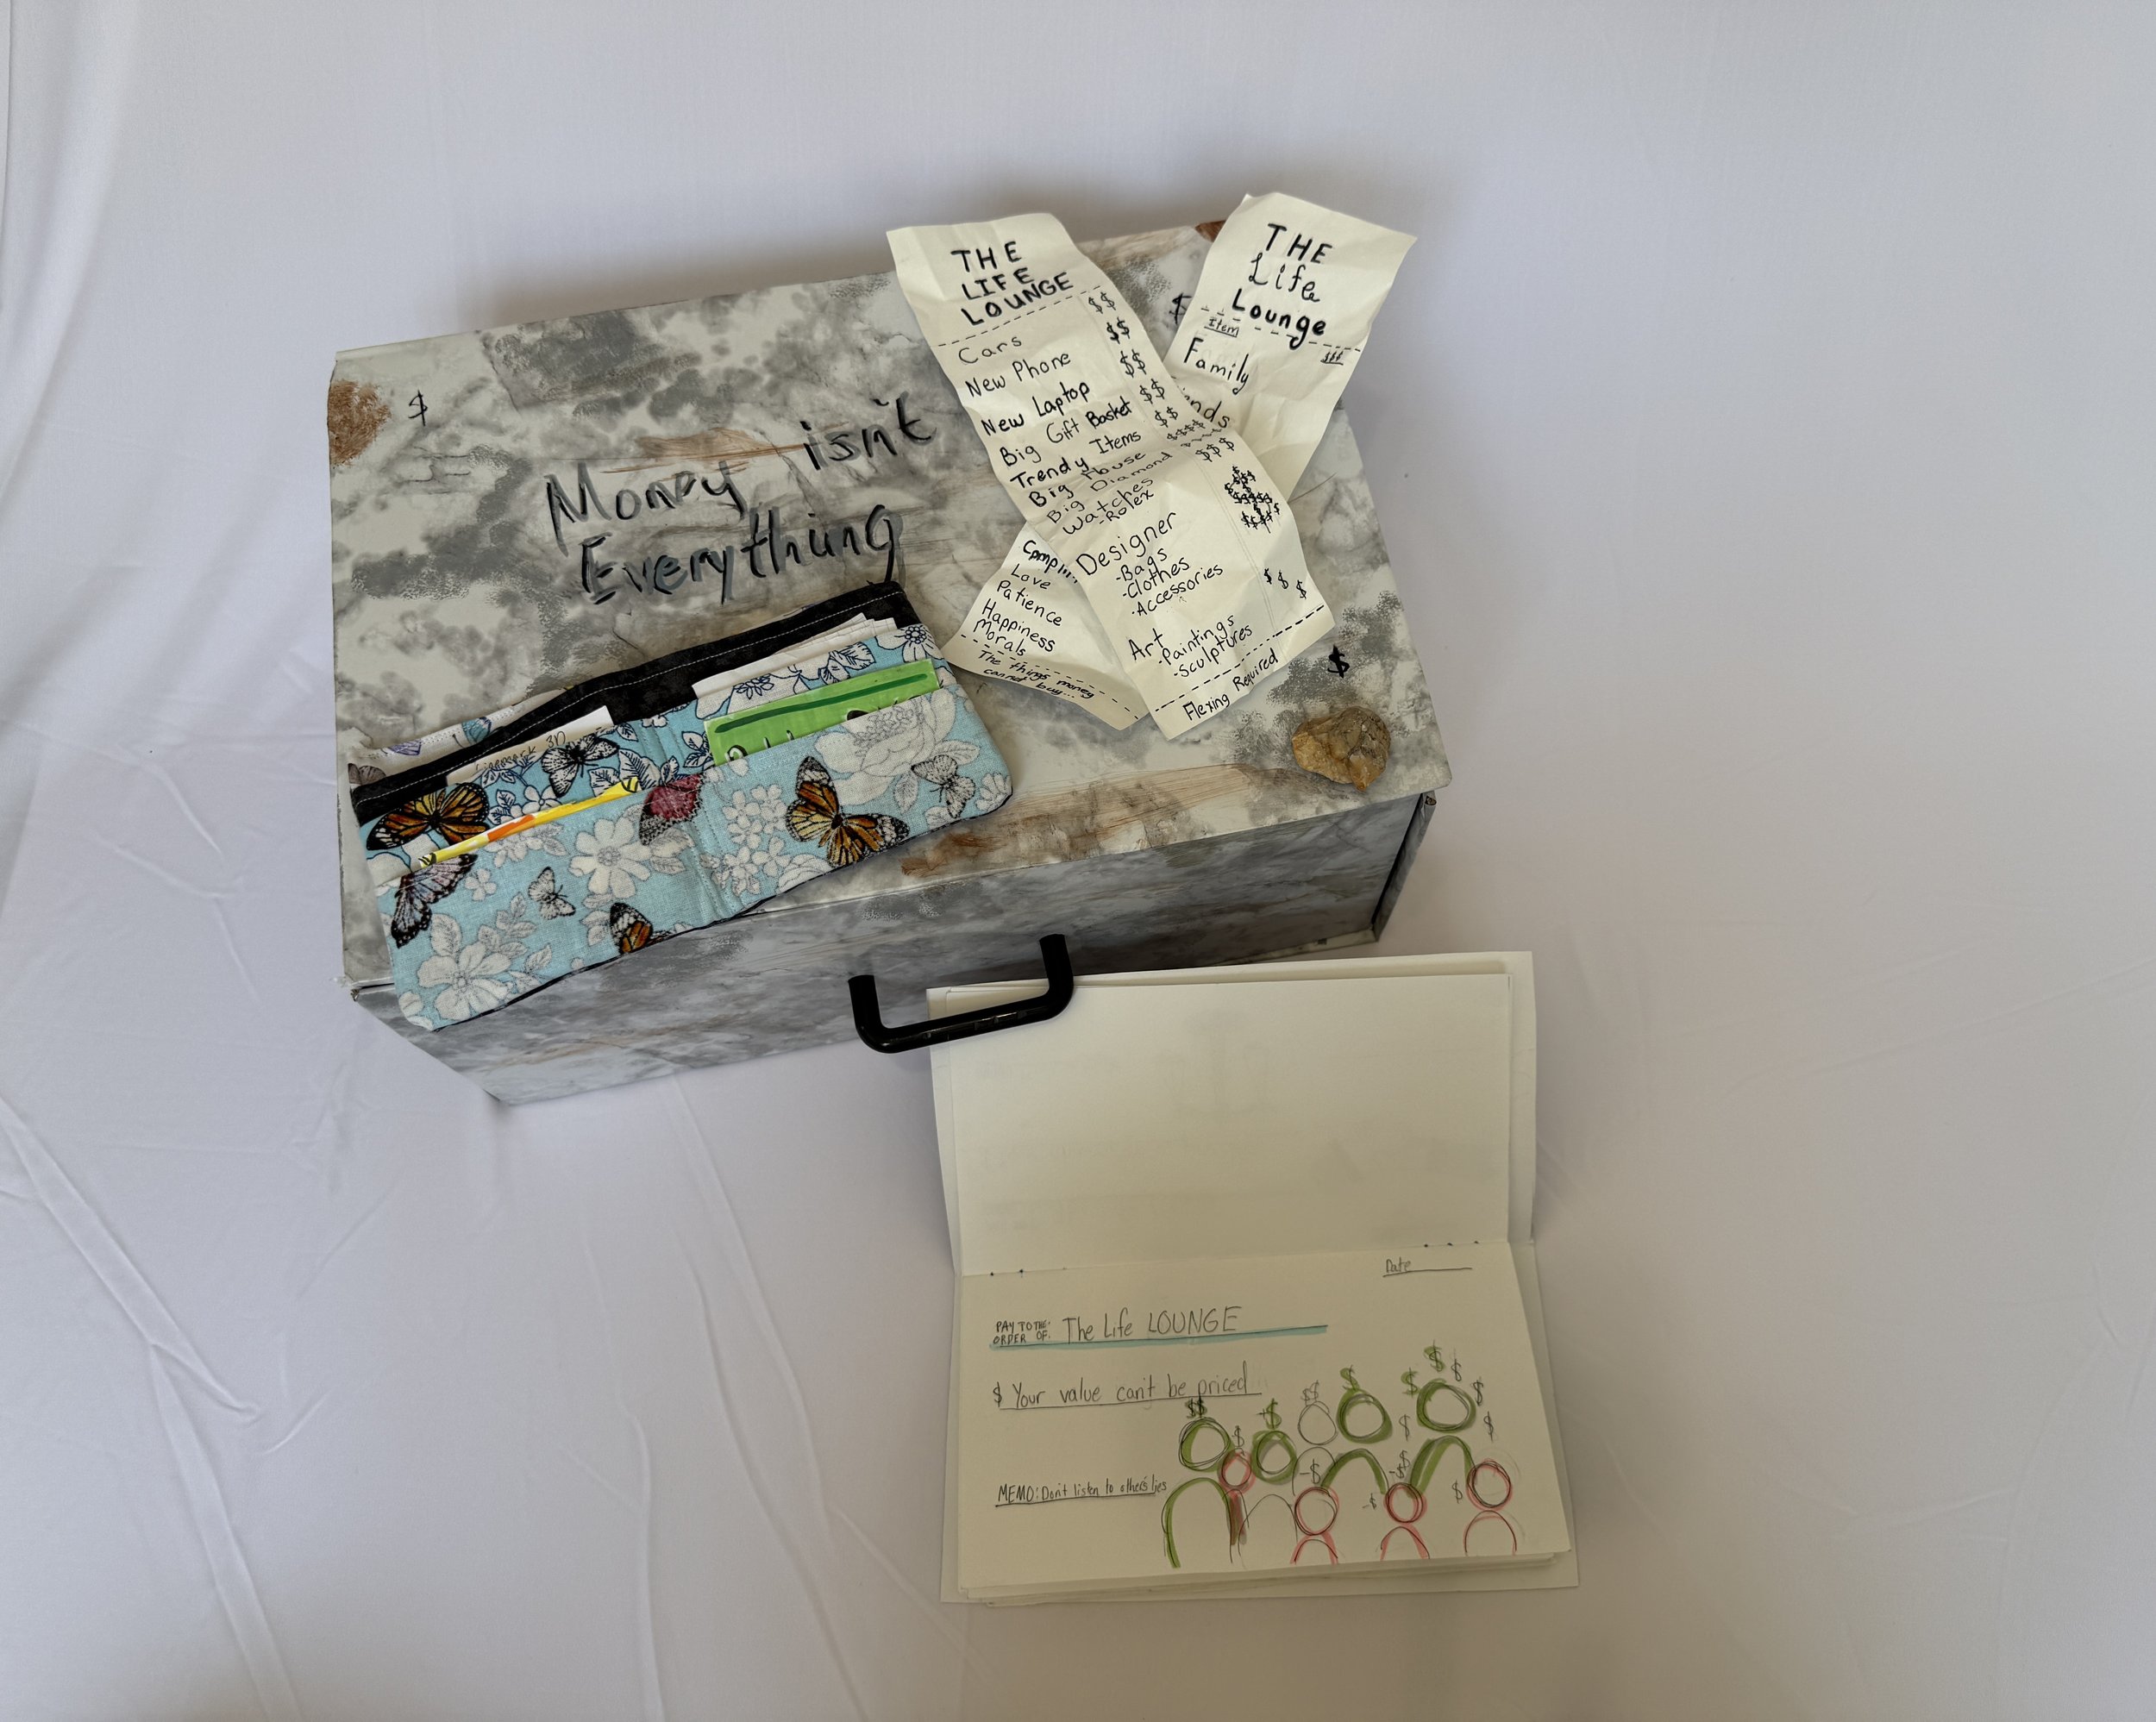 $
Money isn't
Everything
THE
LIFE
LOUNGE
Cars $$
New Phone $$
New Laptop $$
Big Gift Basket $$
Trendy Items $$
Big House $$$$
Big Diamond $$$
Watches
-Rolex
Designer
-Bags
-Clothes
-Accessories
$$$
Art
-Paintings
-Sculptures
Flexing Required
THE
Life
Lounge
Item $$$
Family
Love
Patience
Happiness
Morals
The things money
cannot buy...
$
$
Date
PAY TO THE
ORDER OF: The Life LOUNGE
$ Your value can't be priced
MEMO: Don't listen to other's lies
$$
$
$
$$
$
$
$
$
$
$
$
$
-$
-$
-$
$